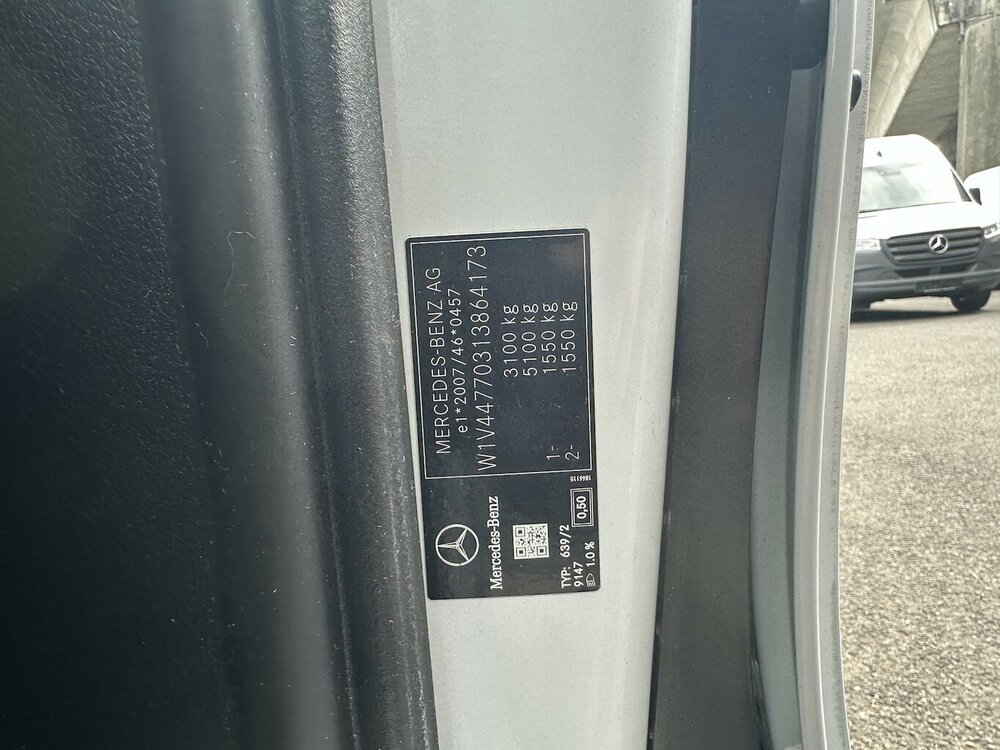 MERCEDES-BENZ AG
e1*2007/46*0457
W1V44770313864173
3100 kg
5100 kg
1- 1550 kg
2- 1550 kg
Mercedes-Benz
TYP: 639/2
9147
1.0 %
0,50
1866115